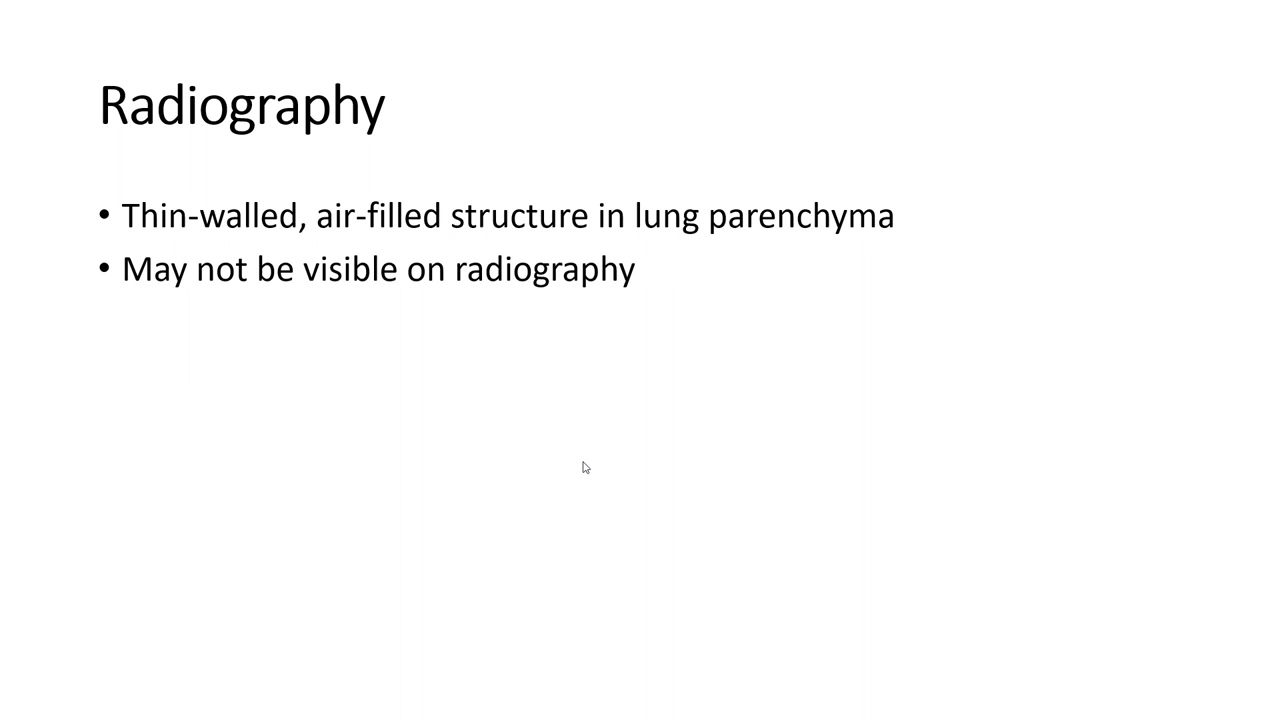 Radiography
• Thin-walled, air-filled structure in lung parenchyma
• May not be visible on radiography